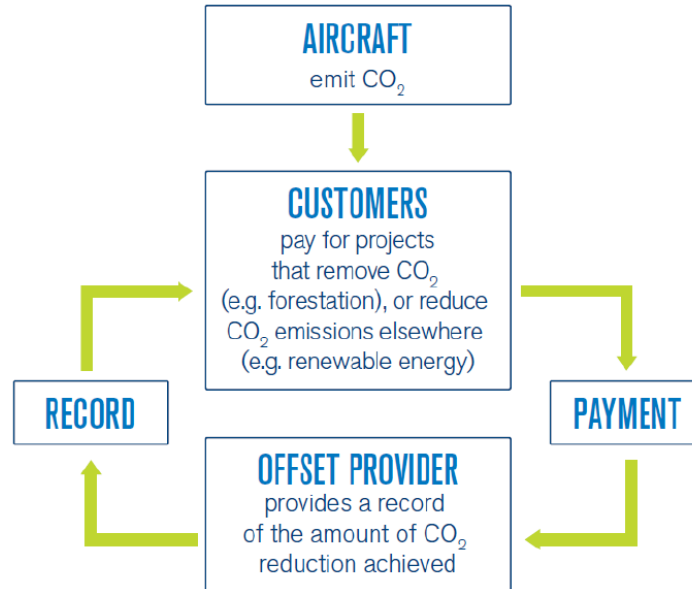 AIRCRAFT
emit CO₂
CUSTOMERS
pay for projects
that remove CO₂
(e.g. forestation), or reduce
CO₂ emissions elsewhere
(e.g. renewable energy)
RECORD
PAYMENT
OFFSET PROVIDER
provides a record
of the amount of CO₂
reduction achieved